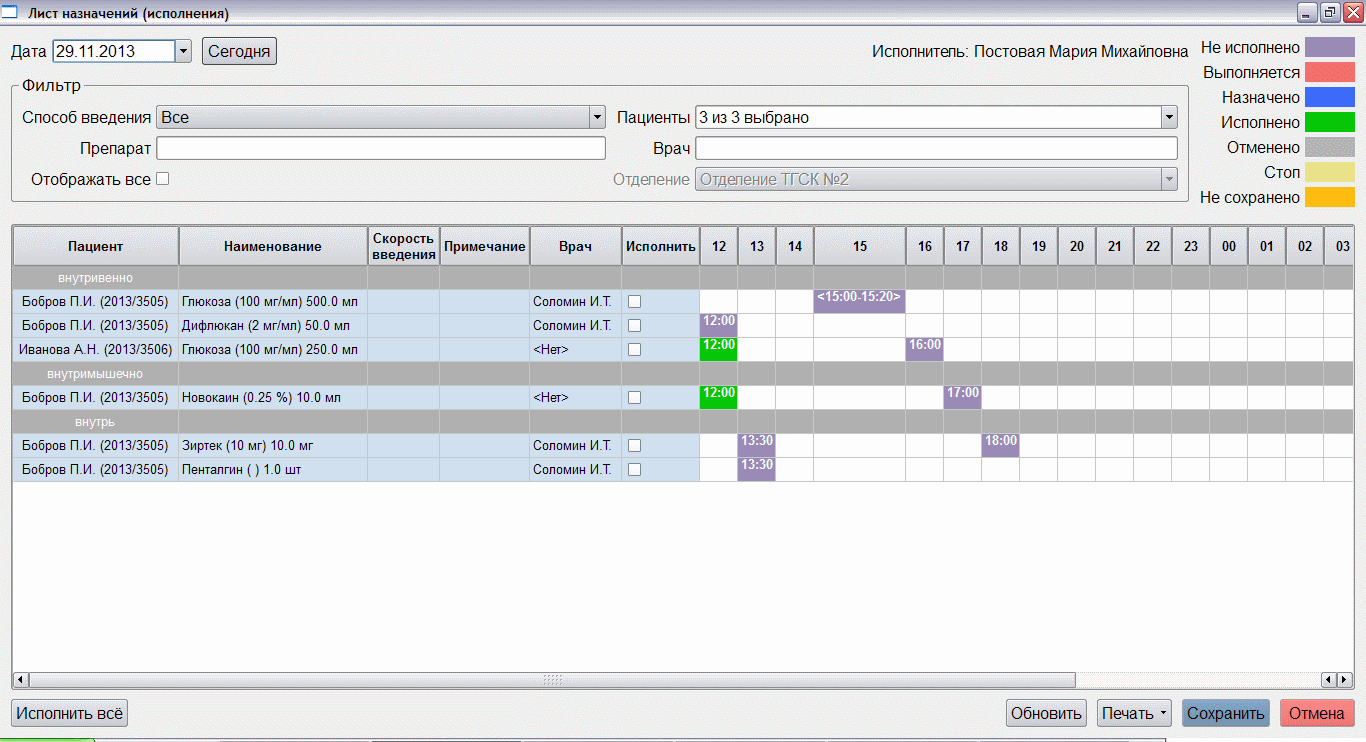 Лист назначений (исполнения)
Дата 29.11.2013 Сегодня
Исполнитель: Постовая Мария Михайловна
Не исполнено
Выполняется
Назначено
Исполнено
Отменено
Стоп
Не сохранено
Фильтр
Способ введения Все Пациенты 3 из 3 выбрано
Препарат Врач
Отображать все Отделение Отделение ТГСК №2
Пациент Наименование Скорость введения Примечание Врач Исполнить 12 13 14 15 16 17 18 19 20 21 22 23 00 01 02 03
внутривенно
Бобров П.И. (2013/3505) Глюкоза (100 мг/мл) 500.0 мл Соломин И.Т. <15:00-15:20>
Бобров П.И. (2013/3505) Дифлюкан (2 мг/мл) 50.0 мл Соломин И.Т. 12:00
Иванова А.Н. (2013/3506) Глюкоза (100 мг/мл) 250.0 мл <Нет> 12:00 16:00
внутримышечно
Бобров П.И. (2013/3505) Новокаин (0.25 %) 10.0 мл <Нет> 12:00 17:00
внутрь
Бобров П.И. (2013/3505) Зиртек (10 мг) 10.0 мг Соломин И.Т. 13:30 18:00
Бобров П.И. (2013/3505) Пенталгин ( ) 1.0 шт Соломин И.Т. 13:30
Исполнить всё Обновить Печать Сохранить Отмена